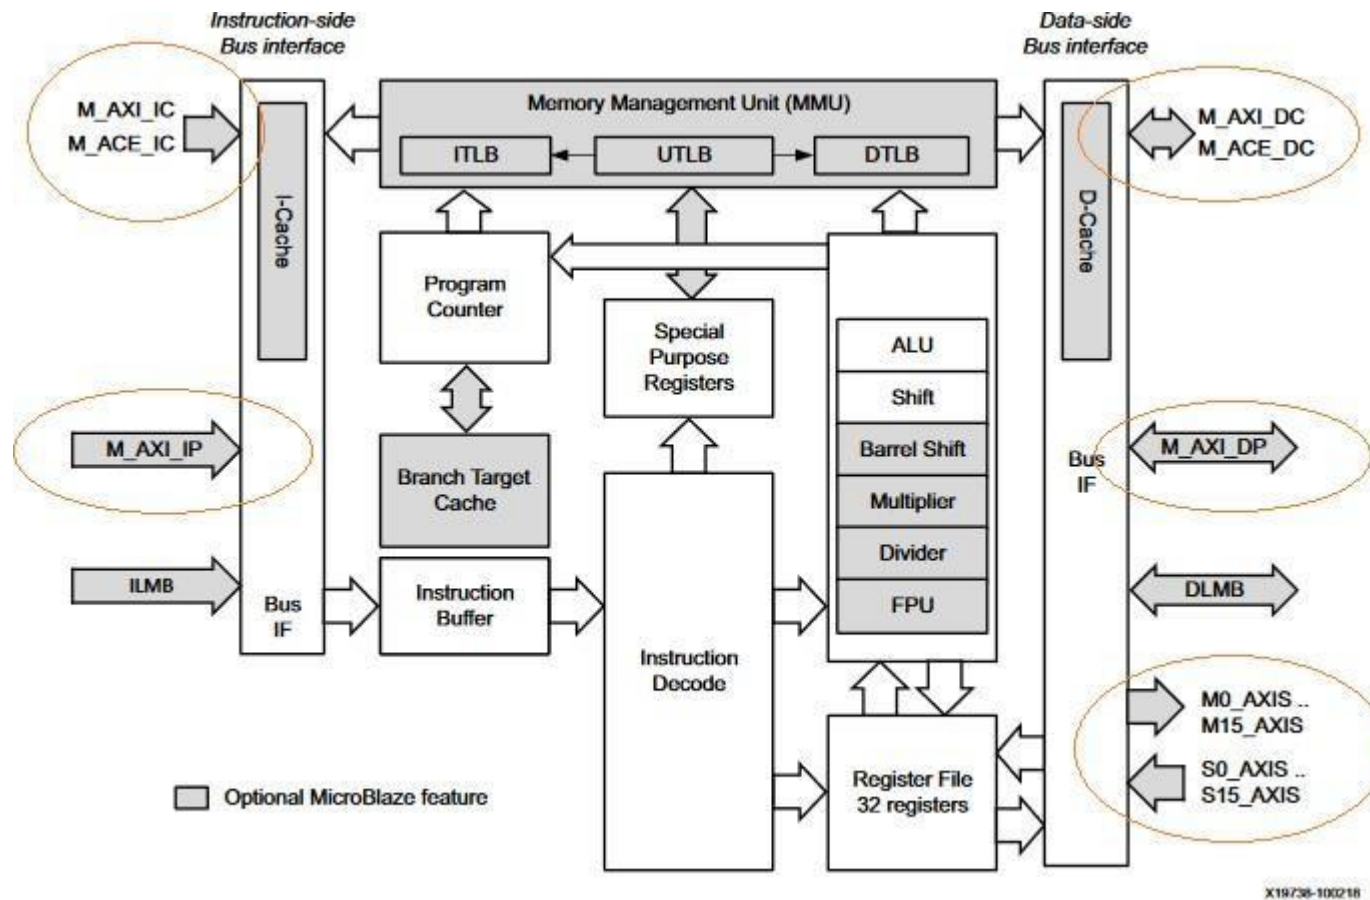 Instruction-side
Bus interface
Data-side
Bus interface
M_AXI_IC
M_ACE_IC
I-Cache
Memory Management Unit (MMU)
ITLB
UTLB
DTLB
D-Cache
M_AXI_DC
M_ACE_DC
Program
Counter
Special
Purpose
Registers
ALU
Shift
Barrel Shift
Multiplier
Divider
FPU
M_AXI_IP
Branch Target
Cache
Bus
IF
M_AXI_DP
ILMB
Bus
IF
Instruction
Buffer
DLMB
Instruction
Decode
M0_AXIS ..
M15_AXIS
S0_AXIS ..
S15_AXIS
Register File
32 registers
Optional MicroBlaze feature
X19738-100218